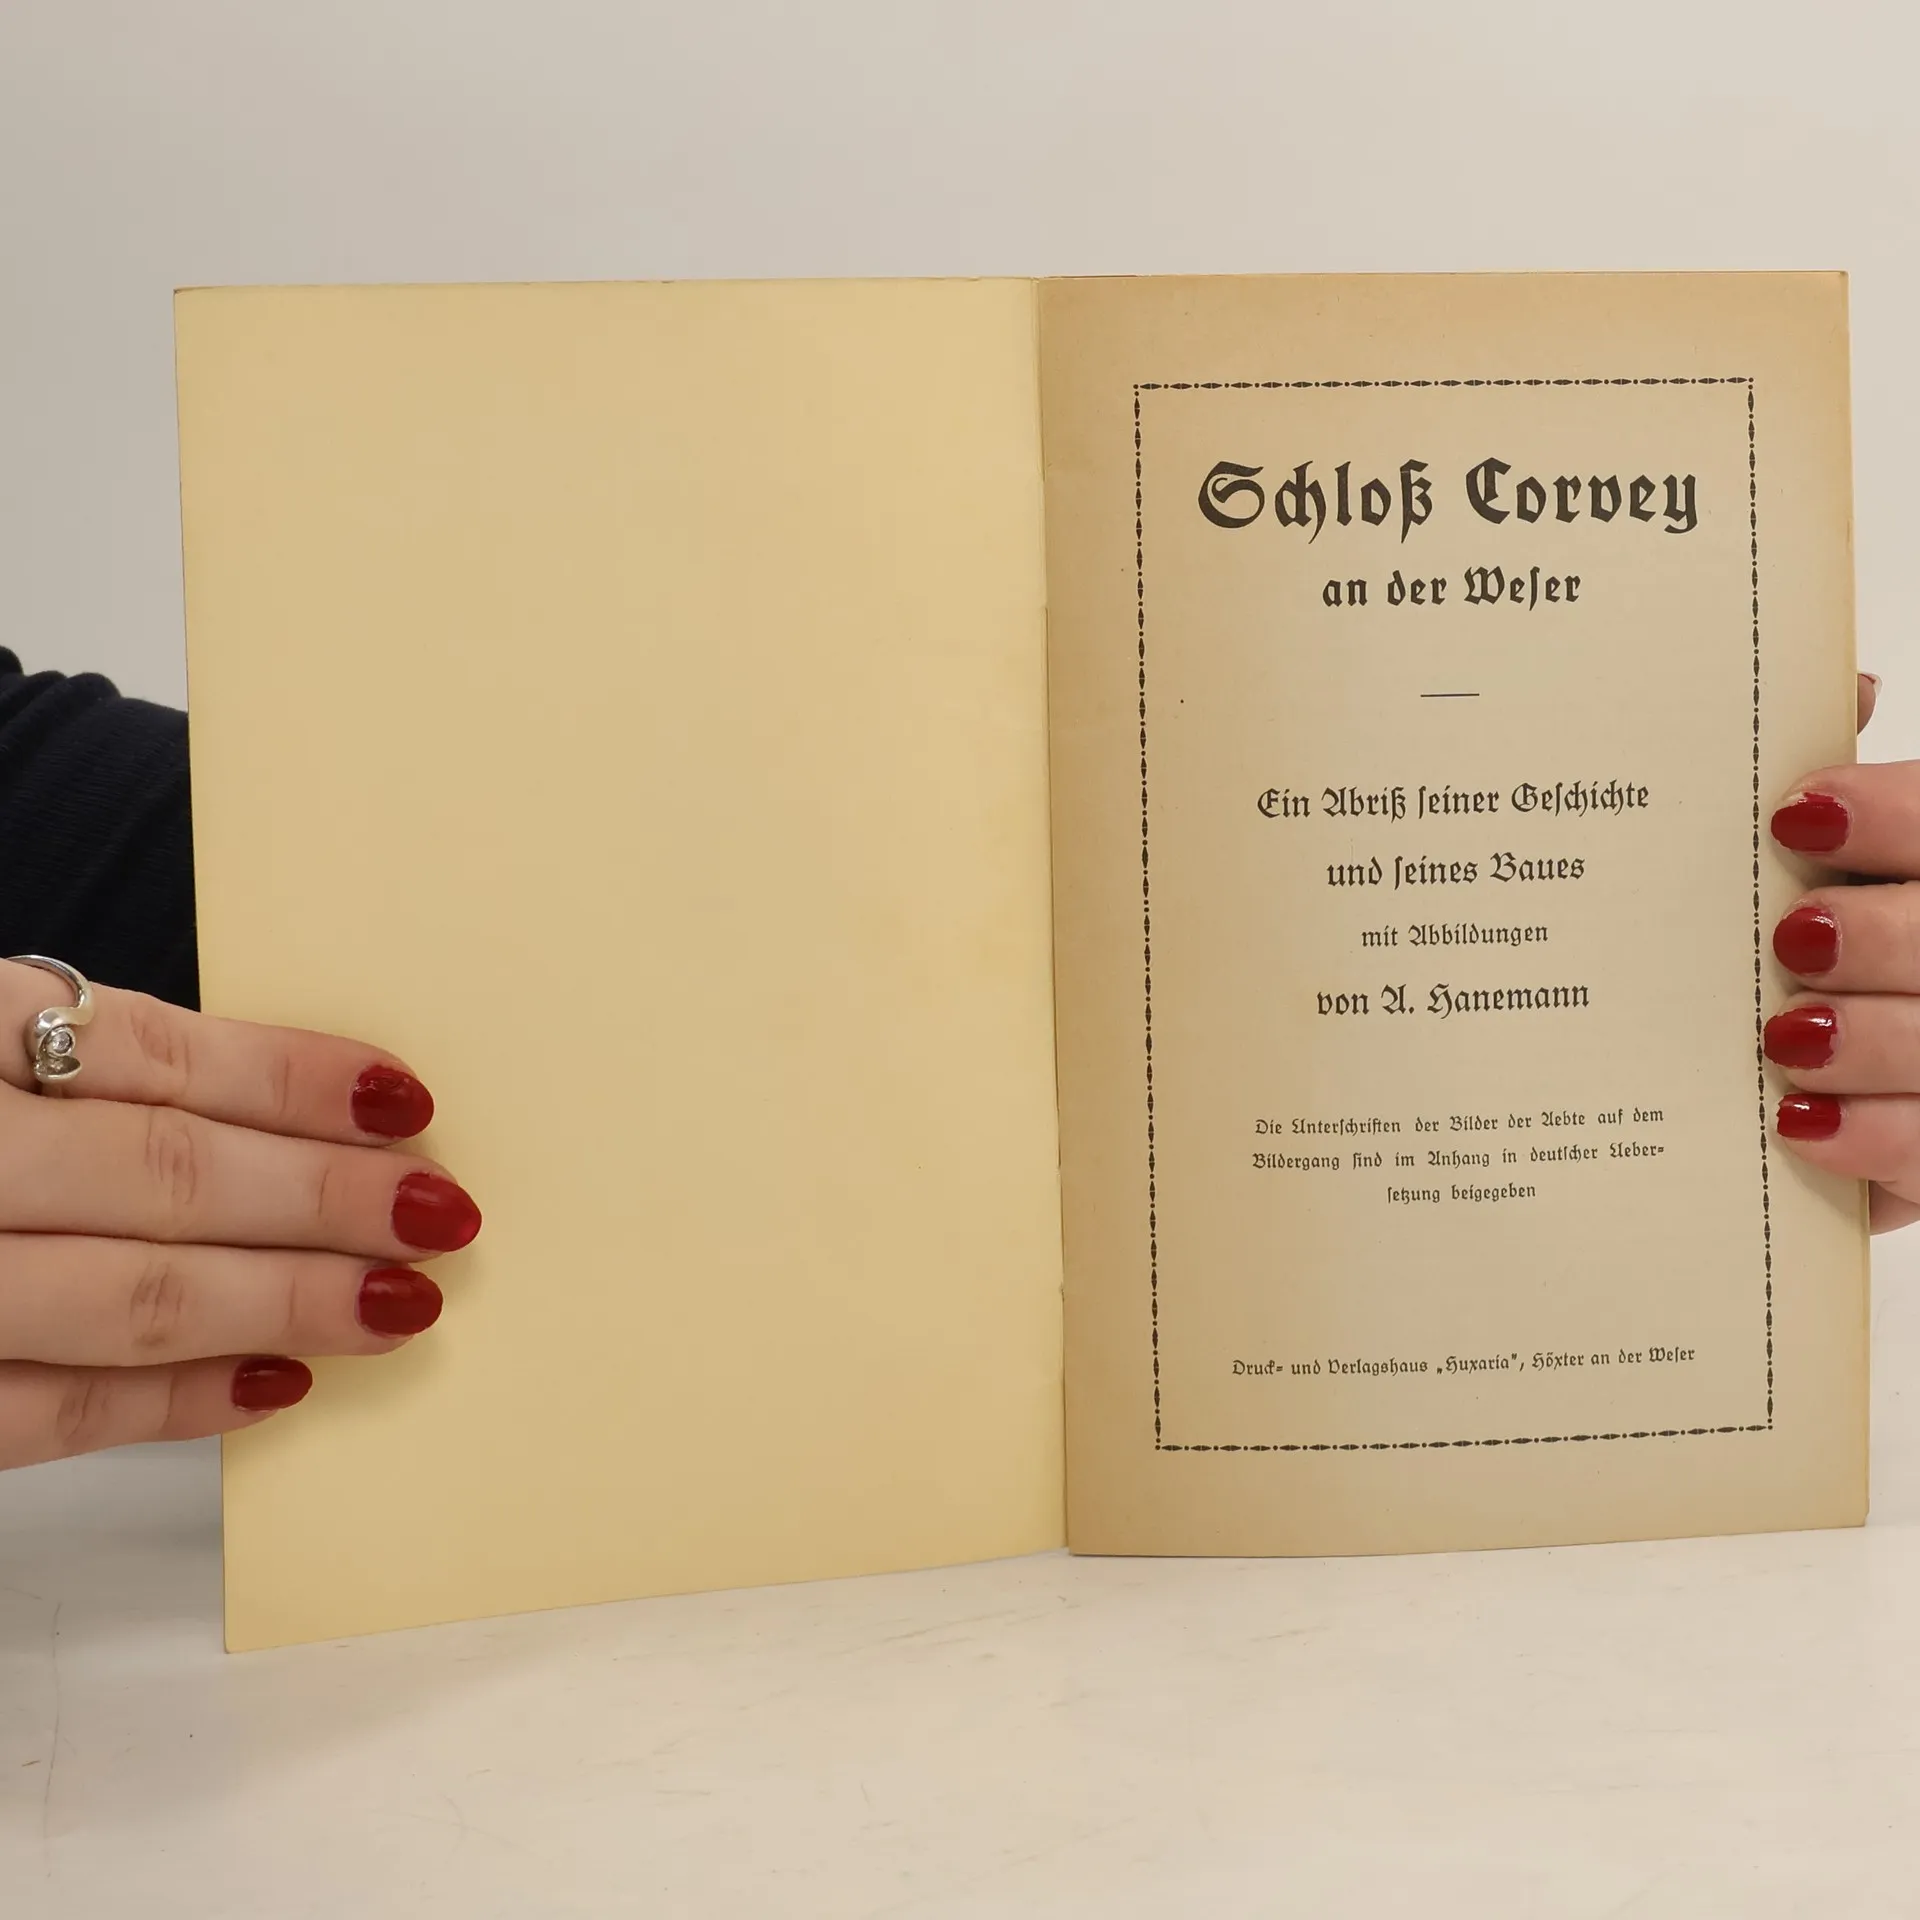 Schloß Corvey
an der Weſer
Ein Abriß ſeiner Geſchichte
und ſeines Baues
mit Abbildungen
von A. Hanemann
Die Unterſchriften der Bilder der Aebte auf dem
Bildergang ſind im Anhang in deutſcher Ueber=
ſetzung beigegeben
Druck= und Verlagshaus „Huxaria", Höxter an der Weſer